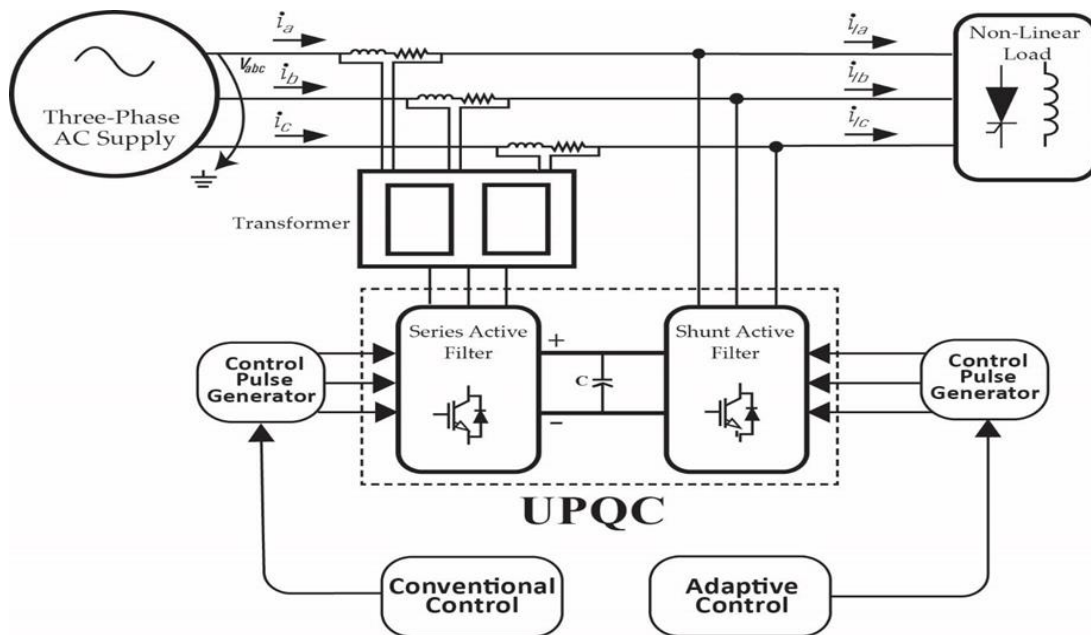 i_a
i_b
i_c
V_abc
Three-Phase
AC Supply
i_la
i_lb
i_lc
Non-Linear
Load
Transformer
Series Active
Filter
Shunt Active
Filter
+
C
−
Control
Pulse
Generator
Control
Pulse
Generator
UPQC
Conventional
Control
Adaptive
Control